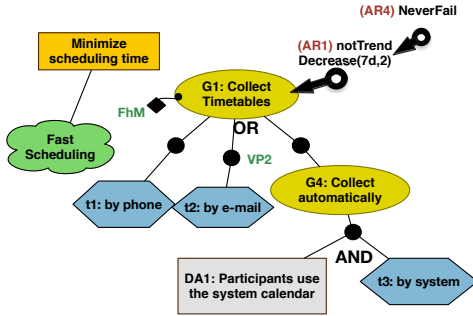 (AR4) NeverFail
Minimize
scheduling time
(AR1) notTrend
Decrease(7d,2)
G1: Collect
Timetables
FhM
OR
Fast
Scheduling
VP2
G4: Collect
automatically
t1: by phone
t2: by e-mail
AND
DA1: Participants use
the system calendar
t3: by system